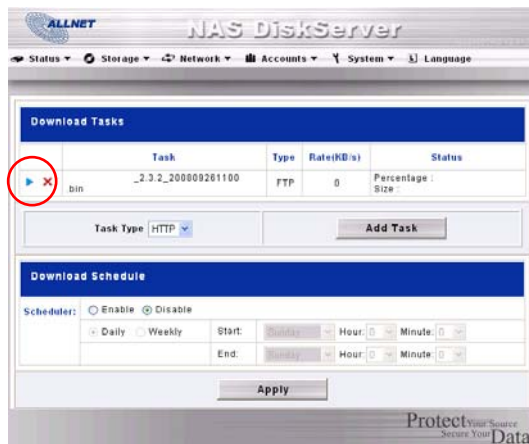 ALLNET
NAS DiskServer
Status Storage Network Accounts System Language
Download Tasks
Task Type Rate(KB/s) Status
_2.3.2_200809261100
.bin FTP 0 Percentage :
Size :
Task Type HTTP Add Task
Download Schedule
Scheduler: Enable Disable
Daily Weekly Start: Sunday Hour: 0 Minute: 0
End: Sunday Hour: 0 Minute: 0
Apply
Protect Your Source
Secure Your Data